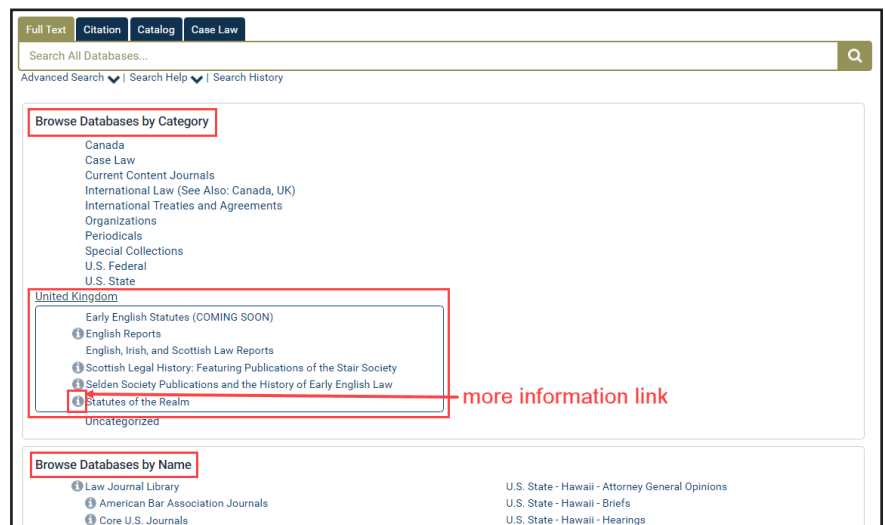 Full Text Citation Catalog Case Law
Search All Databases...
Advanced Search | Search Help | Search History
Browse Databases by Category
Canada
Case Law
Current Content Journals
International Law (See Also: Canada, UK)
International Treaties and Agreements
Organizations
Periodicals
Special Collections
U.S. Federal
U.S. State
United Kingdom
Early English Statutes (COMING SOON)
English Reports
English, Irish, and Scottish Law Reports
Scottish Legal History: Featuring Publications of the Stair Society
Selden Society Publications and the History of Early English Law
Statutes of the Realm
more information link
Uncategorized
Browse Databases by Name
Law Journal Library
American Bar Association Journals
Core U.S. Journals
U.S. State - Hawaii - Attorney General Opinions
U.S. State - Hawaii - Briefs
U.S. State - Hawaii - Hearings